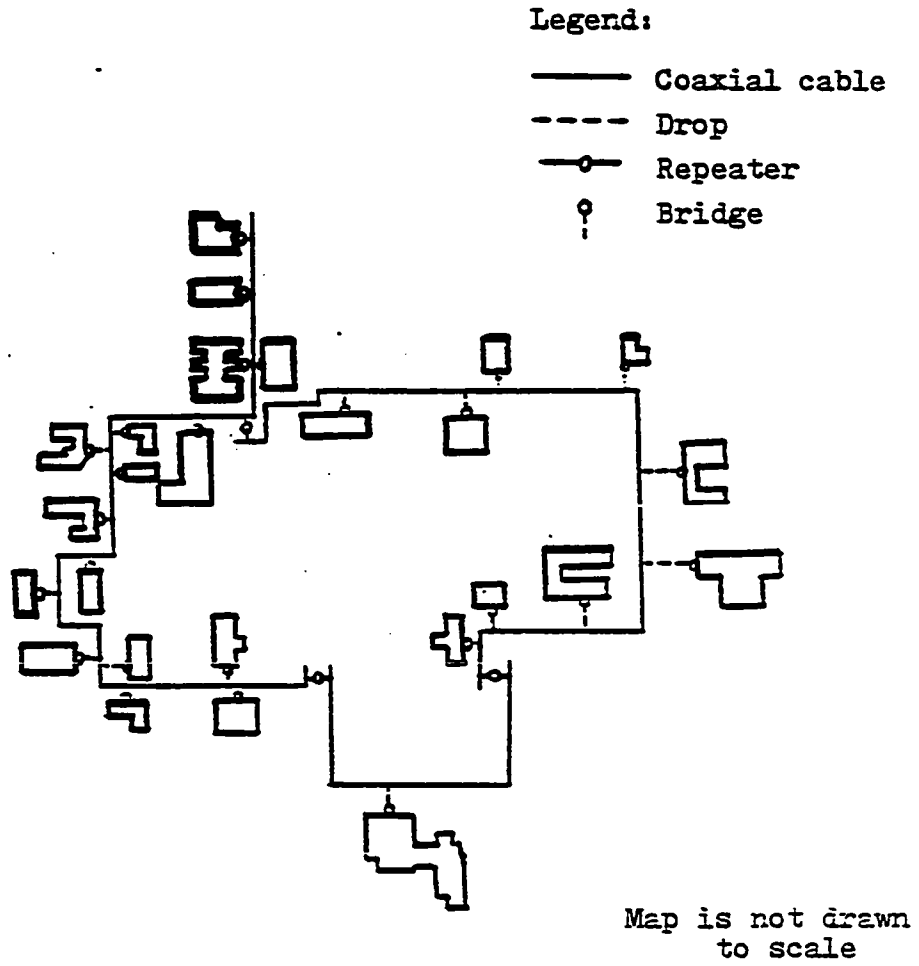 Legend:
Coaxial cable
Drop
Repeater
Bridge
Map is not drawn
to scale